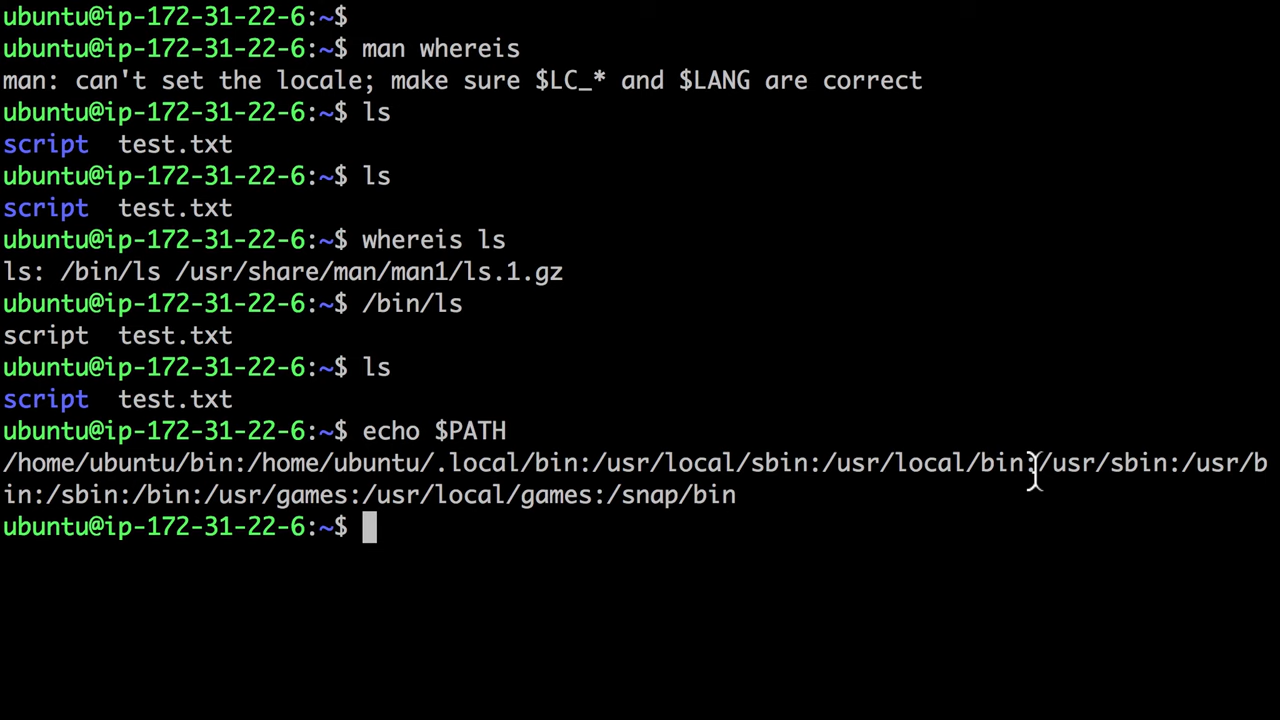 ubuntu@ip-172-31-22-6:~$
ubuntu@ip-172-31-22-6:~$ man whereis
man: can't set the locale; make sure $LC_* and $LANG are correct
ubuntu@ip-172-31-22-6:~$ ls
script  test.txt
ubuntu@ip-172-31-22-6:~$ ls
script  test.txt
ubuntu@ip-172-31-22-6:~$ whereis ls
ls: /bin/ls /usr/share/man/man1/ls.1.gz
ubuntu@ip-172-31-22-6:~$ /bin/ls
script  test.txt
ubuntu@ip-172-31-22-6:~$ ls
script  test.txt
ubuntu@ip-172-31-22-6:~$ echo $PATH
/home/ubuntu/bin:/home/ubuntu/.local/bin:/usr/local/sbin:/usr/local/bin:/usr/sbin:/usr/b
in:/sbin:/bin:/usr/games:/usr/local/games:/snap/bin
ubuntu@ip-172-31-22-6:~$